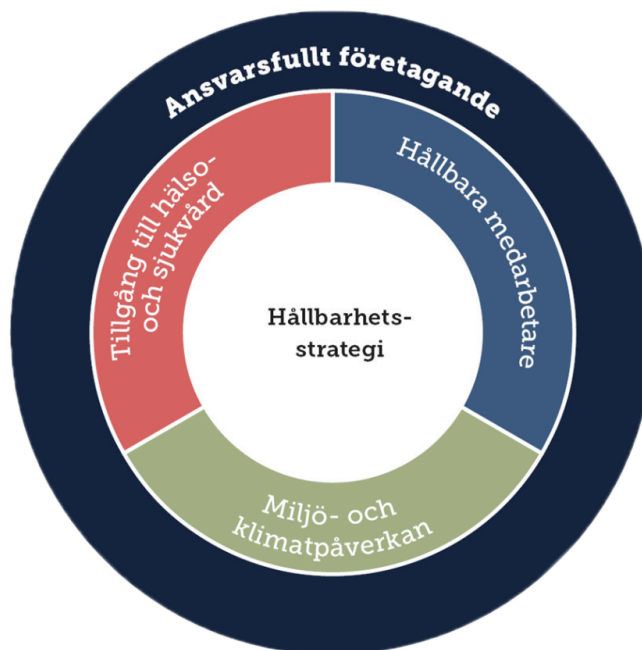 Ansvarsfullt företagande
Tillgång till hälso-
och sjukvård
Hållbara medarbetare
Hållbarhets-
strategi
Miljö- och
klimatpåverkan